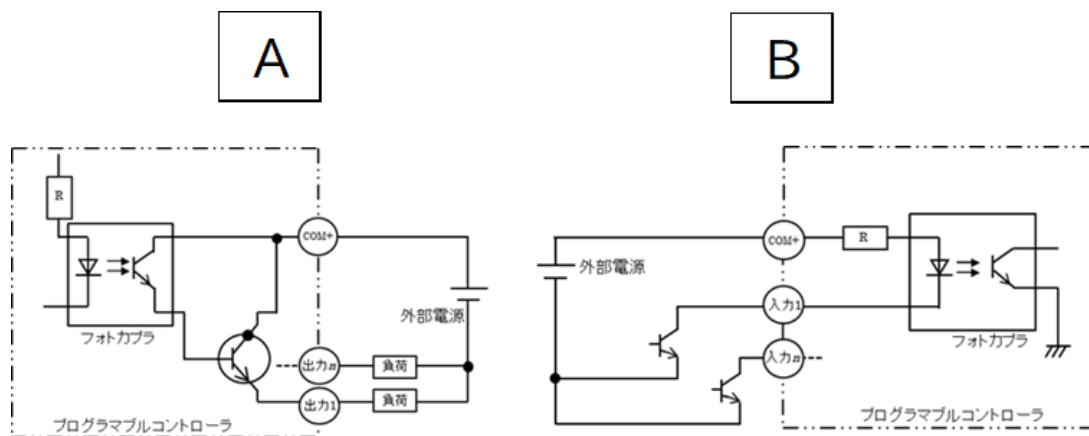 A
B
R
COM+
外部電源
フォトカプラ
出力n
負荷
出力1
負荷
プログラマブルコントローラ
COM+
R
外部電源
入力1
入力n
フォトカプラ
プログラマブルコントローラ